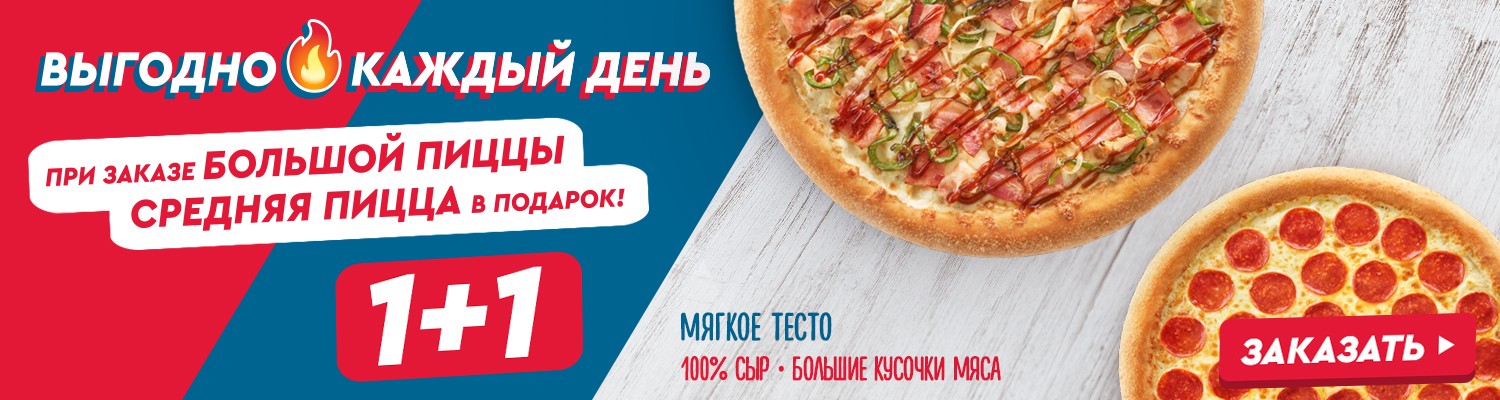 ВЫГОДНО КАЖДЫЙ ДЕНЬ
ПРИ ЗАКАЗЕ БОЛЬШОЙ ПИЦЦЫ
СРЕДНЯЯ ПИЦЦА В ПОДАРОК!
1+1
МЯГКОЕ ТЕСТО
100% СЫР • БОЛЬШИЕ КУСОЧКИ МЯСА
ЗАКАЗАТЬ